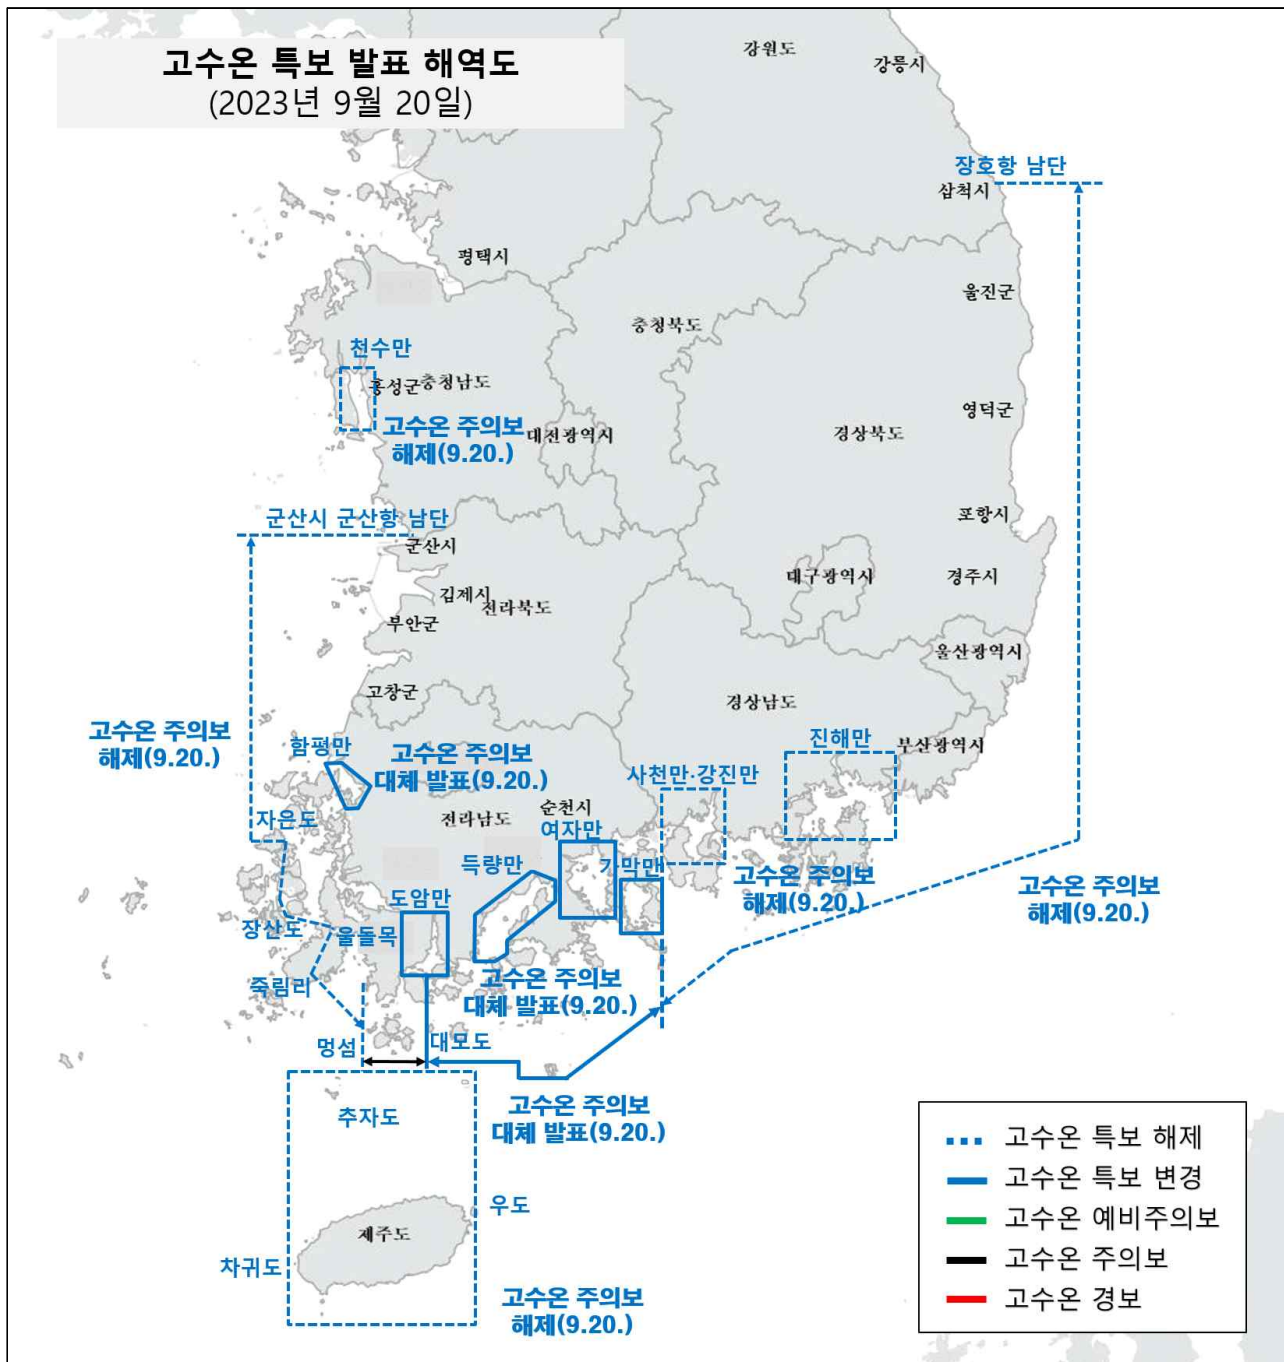 고수온 특보 발표 해역도
(2023년 9월 20일)
강원도
강릉시
장호항 남단
삼척시
평택시
울진군
충청북도
천수만
홍성군
충청남도
영덕군
고수온 주의보
해제(9.20.)
대전광역시
경상북도
군산시 군산항 남단
포항시
군산시
대구광역시
경주시
김제시
전라북도
부안군
울산광역시
고창군
경상남도
고수온 주의보
해제(9.20.)
함평만
고수온 주의보
대체 발표(9.20.)
진해만
부산광역시
사천만·강진만
자은도
전라남도
순천시
여자만
득량만
가막만
고수온 주의보
해제(9.20.)
고수온 주의보
해제(9.20.)
도암만
장산도
울돌목
죽림리
고수온 주의보
대체 발표(9.20.)
멍섬
대모도
고수온 주의보
대체 발표(9.20.)
추자도
우도
제주도
차귀도
고수온 주의보
해제(9.20.)
고수온 특보 해제
고수온 특보 변경
고수온 예비주의보
고수온 주의보
고수온 경보